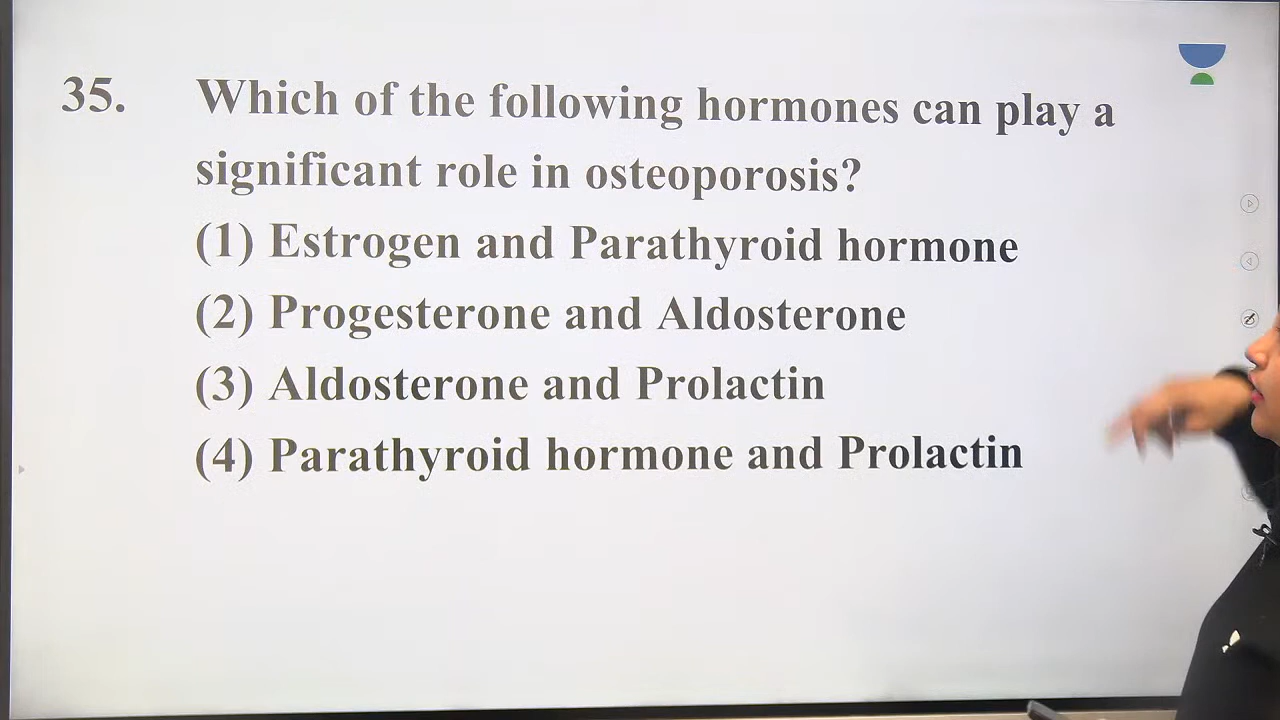 35. Which of the following hormones can play a
significant role in osteoporosis?
(1) Estrogen and Parathyroid hormone
(2) Progesterone and Aldosterone
(3) Aldosterone and Prolactin
(4) Parathyroid hormone and Prolactin